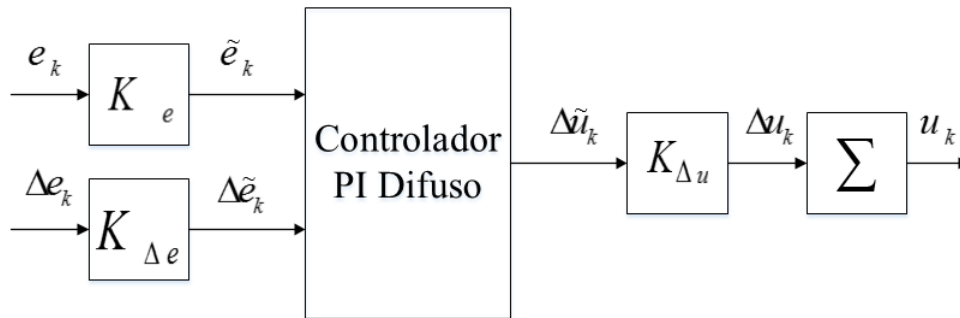 e_k
K_e
ẽ_k
Δe_k
K_Δe
Δẽ_k
Controlador
PI Difuso
Δũ_k
K_Δu
Δu_k
∑
u_k